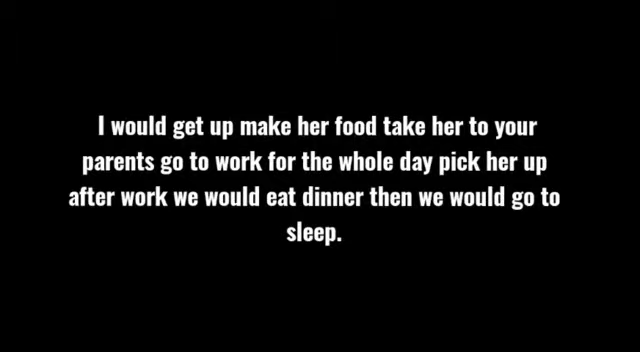 I would get up make her food take her to your
parents go to work for the whole day pick her up
after work we would eat dinner then we would go to
sleep.